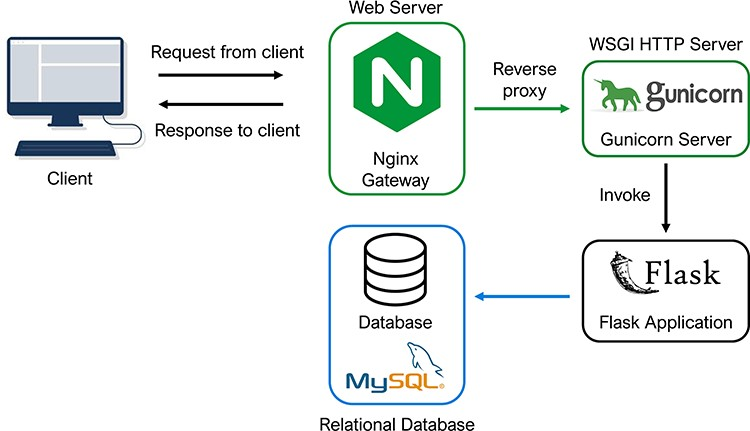 Web Server
Request from client
Response to client
Client
N
Nginx
Gateway
Reverse
proxy
WSGI HTTP Server
gunicorn
Gunicorn Server
Invoke
Flask
Flask Application
Database
MySQL®
Relational Database